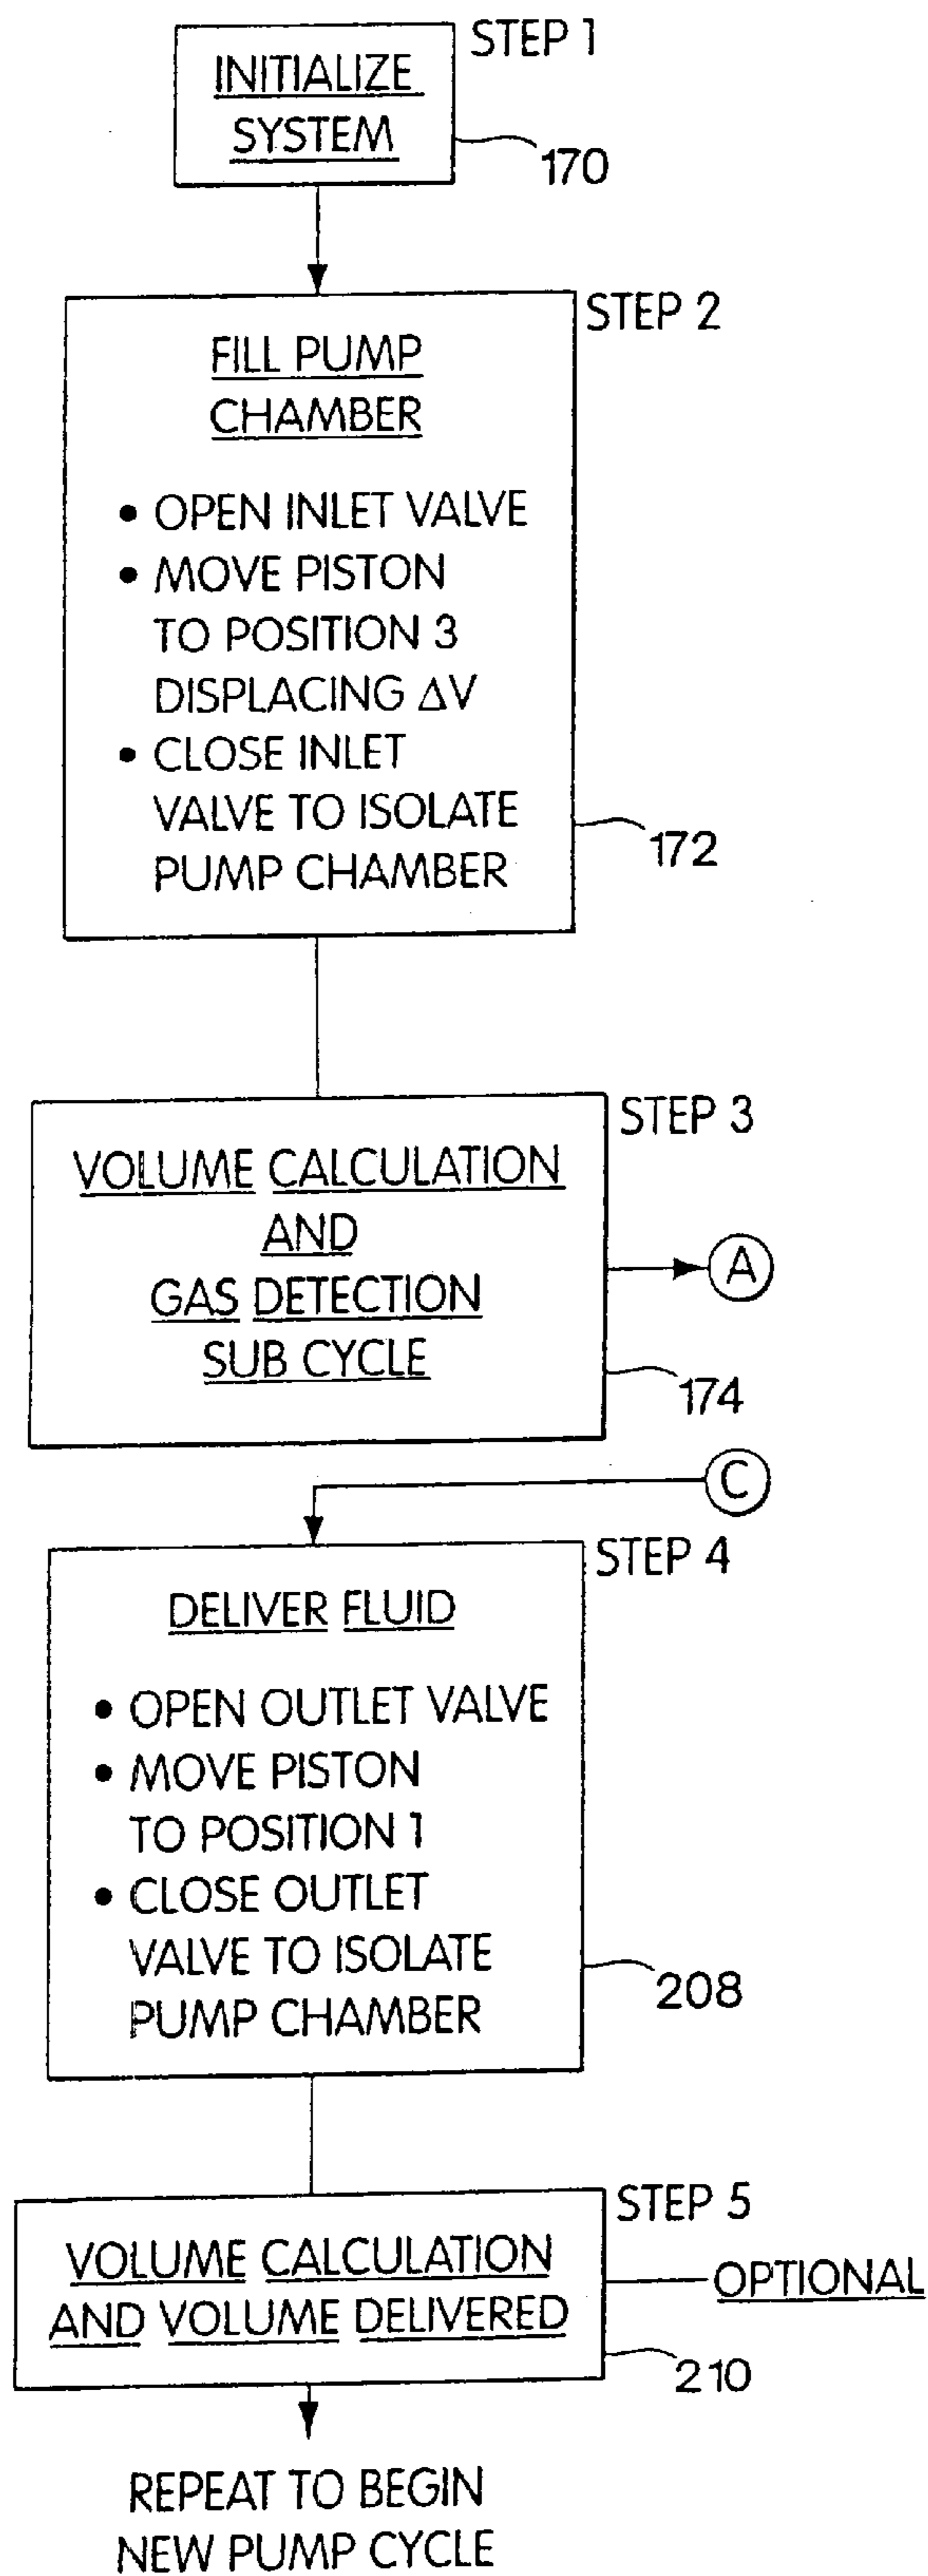 STEP 1
INITIALIZE
SYSTEM
170
STEP 2
FILL PUMP
CHAMBER
• OPEN INLET VALVE
• MOVE PISTON
TO POSITION 3
DISPLACING ΔV
• CLOSE INLET
VALVE TO ISOLATE
PUMP CHAMBER
172
STEP 3
VOLUME CALCULATION
AND
GAS DETECTION
SUB CYCLE
A
174
C
STEP 4
DELIVER FLUID
• OPEN OUTLET VALVE
• MOVE PISTON
TO POSITION 1
• CLOSE OUTLET
VALVE TO ISOLATE
PUMP CHAMBER
208
STEP 5
VOLUME CALCULATION
AND VOLUME DELIVERED
OPTIONAL
210
REPEAT TO BEGIN
NEW PUMP CYCLE